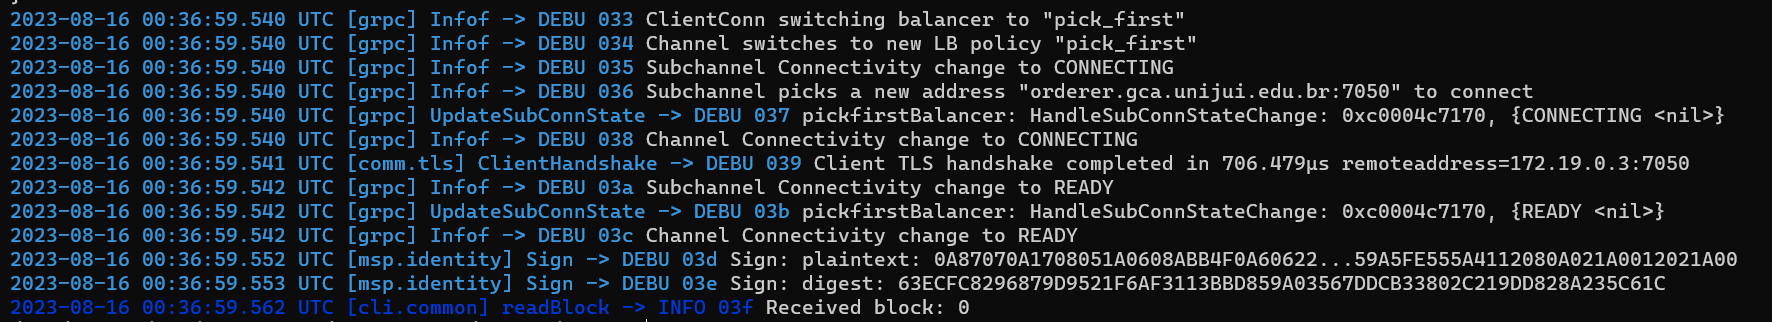 2023-08-16 00:36:59.540 UTC [grpc] Infof -> DEBU 033 ClientConn switching balancer to "pick_first"
2023-08-16 00:36:59.540 UTC [grpc] Infof -> DEBU 034 Channel switches to new LB policy "pick_first"
2023-08-16 00:36:59.540 UTC [grpc] Infof -> DEBU 035 Subchannel Connectivity change to CONNECTING
2023-08-16 00:36:59.540 UTC [grpc] Infof -> DEBU 036 Subchannel picks a new address "orderer.gca.unijui.edu.br:7050" to connect
2023-08-16 00:36:59.540 UTC [grpc] UpdateSubConnState -> DEBU 037 pickfirstBalancer: HandleSubConnStateChange: 0xc0004c7170, {CONNECTING <nil>}
2023-08-16 00:36:59.540 UTC [grpc] Infof -> DEBU 038 Channel Connectivity change to CONNECTING
2023-08-16 00:36:59.541 UTC [comm.tls] ClientHandshake -> DEBU 039 Client TLS handshake completed in 706.479µs remoteaddress=172.19.0.3:7050
2023-08-16 00:36:59.542 UTC [grpc] Infof -> DEBU 03a Subchannel Connectivity change to READY
2023-08-16 00:36:59.542 UTC [grpc] UpdateSubConnState -> DEBU 03b pickfirstBalancer: HandleSubConnStateChange: 0xc0004c7170, {READY <nil>}
2023-08-16 00:36:59.542 UTC [grpc] Infof -> DEBU 03c Channel Connectivity change to READY
2023-08-16 00:36:59.552 UTC [msp.identity] Sign -> DEBU 03d Sign: plaintext: 0A87070A1708051A0608ABB4F0A60622...59A5FE555A4112080A021A0012021A00
2023-08-16 00:36:59.553 UTC [msp.identity] Sign -> DEBU 03e Sign: digest: 63ECFC8296879D9521F6AF3113BBD859A03567DDCB33802C219DD828A235C61C
2023-08-16 00:36:59.562 UTC [cli.common] readBlock -> INFO 03f Received block: 0